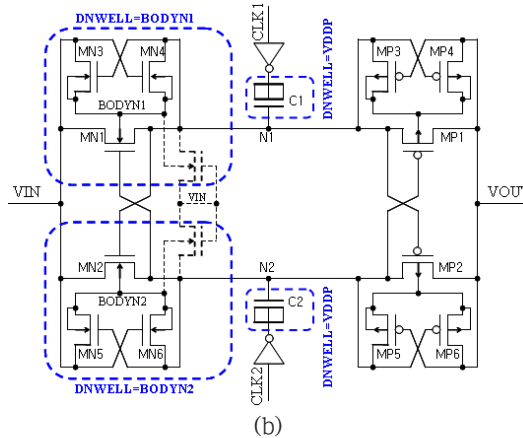 DNWELL=BODYN1
CLK1
MN3
MN4
DNWELL=VDDP
MP3
MP4
BODYN1
C1
MN1
N1
MP1
VIN
VIN
VOUT
MN2
N2
MP2
BODYN2
C2
MN5
MN6
DNWELL=VDDP
MP5
MP6
DNWELL=BODYN2
CLK2
(b)